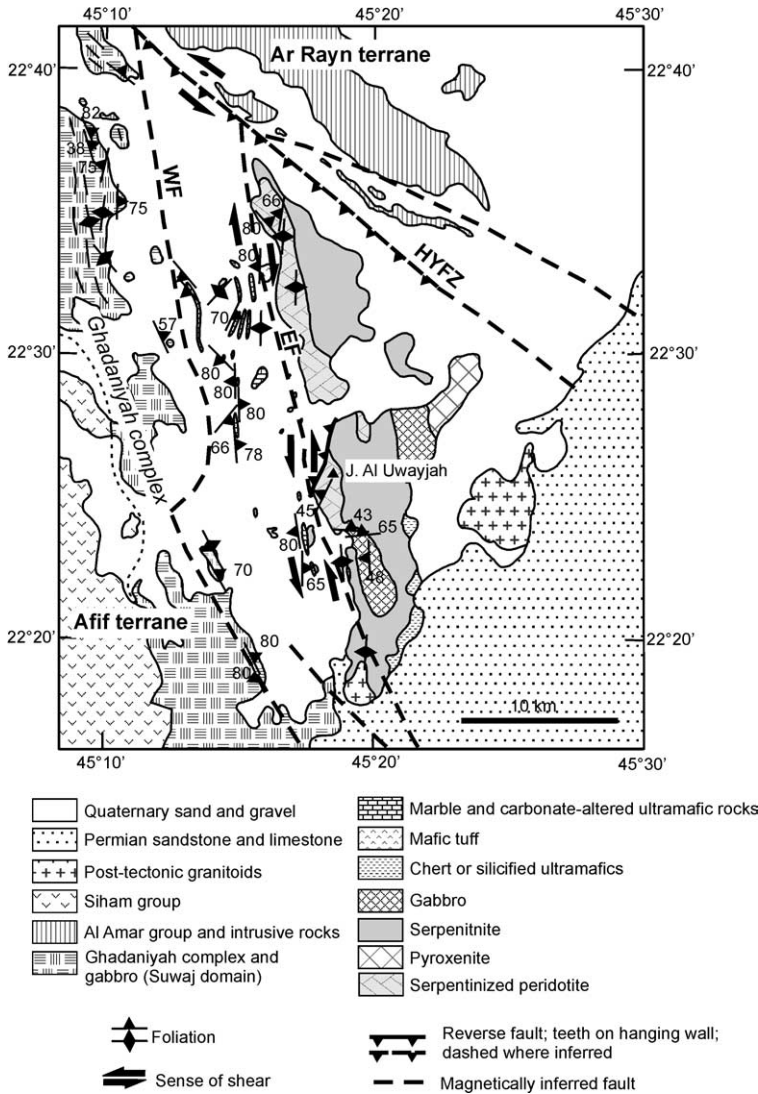 45°10’
45°20’
45°30’
22°40’
Ar Rayn terrane
22°40’
82
38
75
WF
75
66
80
80
HYFZ
70
57
EF
22°30’
22°30’
Ghadaniyah complex
80
80
80
66
78
J. Al Uwayjah
45
43
65
80
70
65
48
Afif terrane
22°20’
22°20’
80
80
10 km
45°10’
45°20’
45°30’
Quaternary sand and gravel
Permian sandstone and limestone
Post-tectonic granitoids
Siham group
Al Amar group and intrusive rocks
Ghadaniyah complex and
gabbro (Suwaj domain)
Marble and carbonate-altered ultramafic rocks
Mafic tuff
Chert or silicified ultramafics
Gabbro
Serpenitnite
Pyroxenite
Serpentinized peridotite
Foliation
Sense of shear
Reverse fault; teeth on hanging wall;
dashed where inferred
Magnetically inferred fault